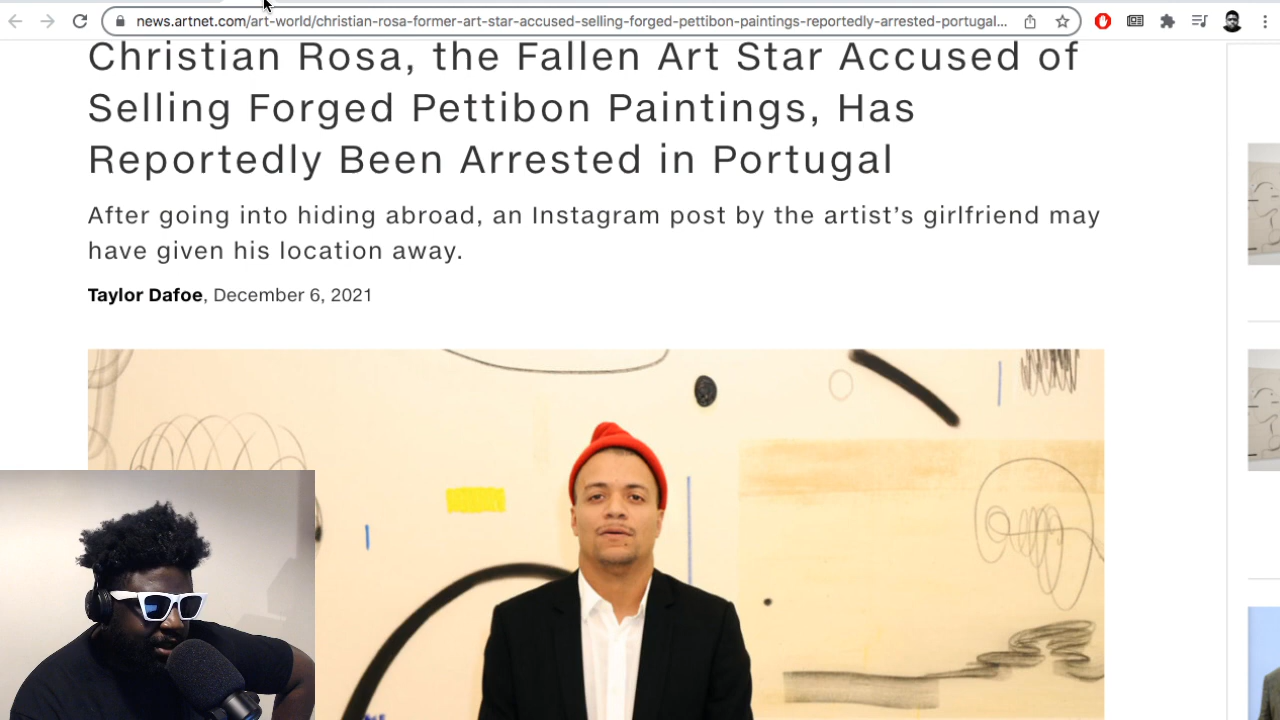 news.artnet.com/art-world/christian-rosa-former-art-star-accused-selling-forged-pettibon-paintings-reportedly-arrested-portugal...
Christian Rosa, the Fallen Art Star Accused of
Selling Forged Pettibon Paintings, Has
Reportedly Been Arrested in Portugal
After going into hiding abroad, an Instagram post by the artist’s girlfriend may
have given his location away.
Taylor Dafoe, December 6, 2021